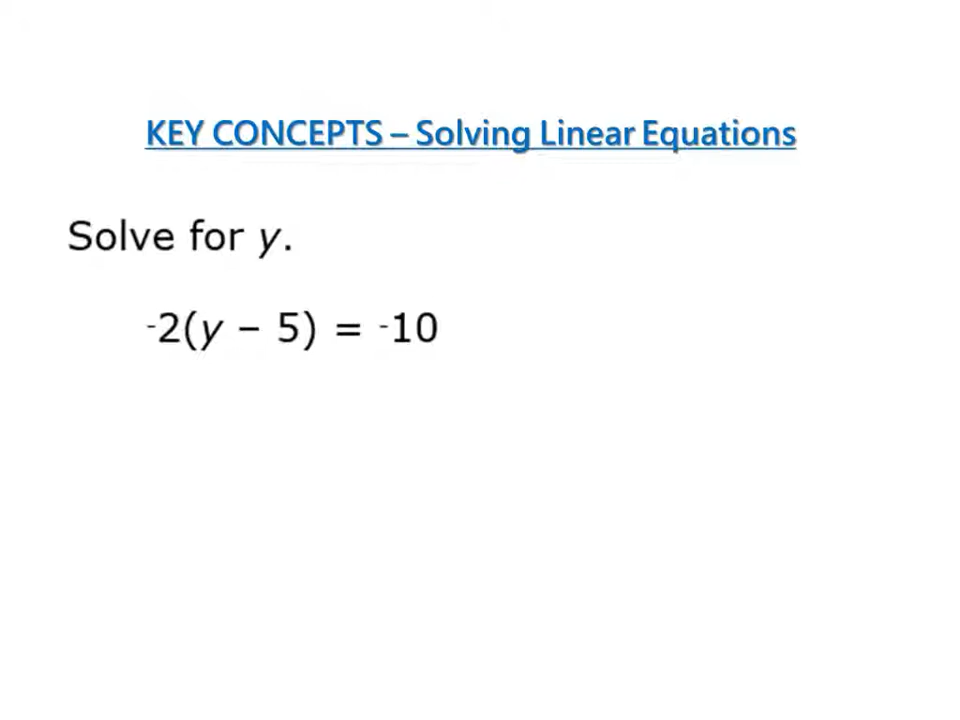 KEY CONCEPTS – Solving Linear Equations
Solve for y.
-2(y – 5) = -10